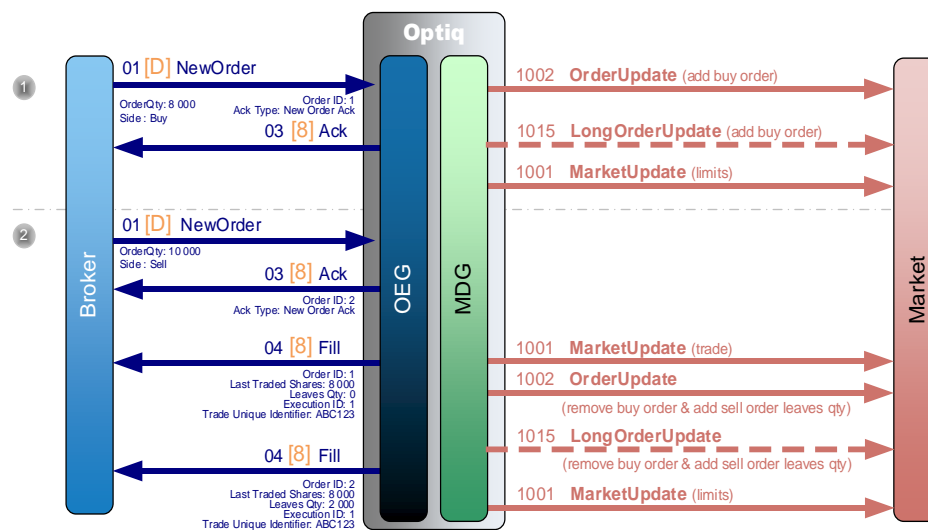 Optiq
1
01 [D] NewOrder
OrderQty: 8 000
Side : Buy
Order ID: 1
Ack Type: New Order Ack
03 [8] Ack
1002 OrderUpdate (add buy order)
1015 LongOrderUpdate (add buy order)
1001 MarketUpdate (limits)
2
01 [D] NewOrder
OrderQty: 10 000
Side : Sell
03 [8] Ack
Order ID: 2
Ack Type: New Order Ack
04 [8] Fill
Order ID: 1
Last Traded Shares: 8 000
Leaves Qty: 0
Execution ID: 1
Trade Unique Identifier: ABC123
04 [8] Fill
Order ID: 2
Last Traded Shares: 8 000
Leaves Qty: 2 000
Execution ID: 1
Trade Unique Identifier: ABC123
1001 MarketUpdate (trade)
1002 OrderUpdate
(remove buy order & add sell order leaves qty)
1015 LongOrderUpdate
(remove buy order & add sell order leaves qty)
1001 MarketUpdate (limits)
Broker
OEG
MDG
Market